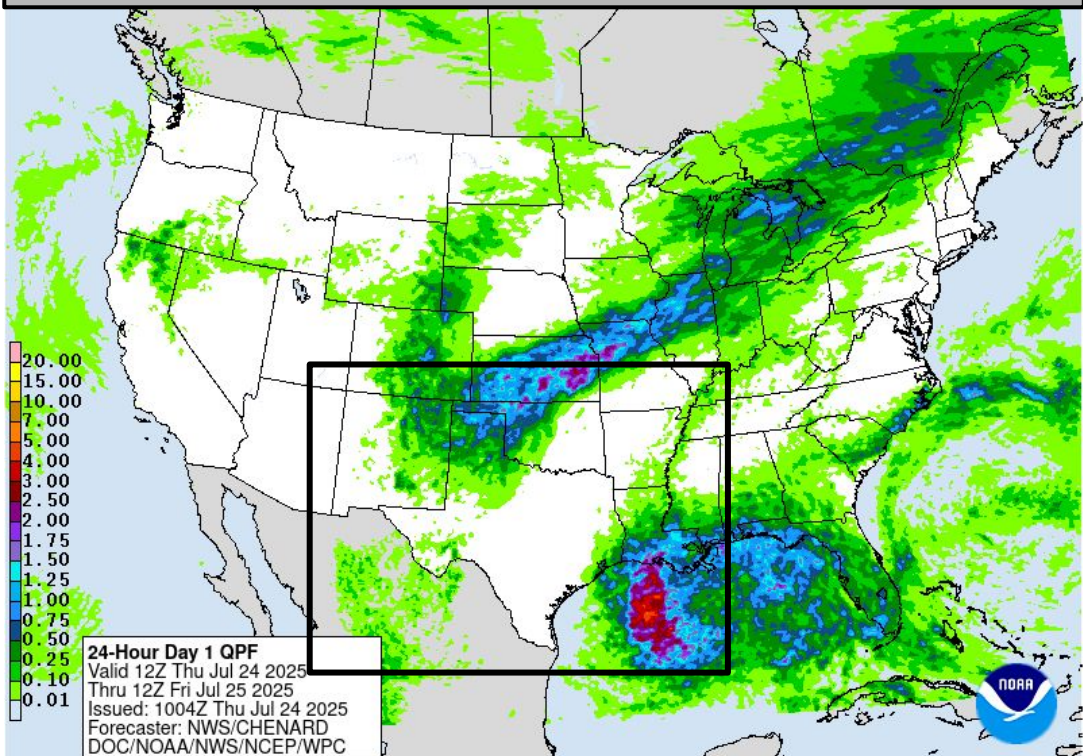 20.00
15.00
10.00
7.00
5.00
4.00
3.00
2.50
2.00
1.75
1.50
1.25
1.00
0.75
0.50
0.25
0.10
0.01
24-Hour Day 1 QPF
Valid 12Z Thu Jul 24 2025
Thru 12Z Fri Jul 25 2025
Issued: 1004Z Thu Jul 24 2025
Forecaster: NWS/CHENARD
DOC/NOAA/NWS/NCEP/WPC
NOAA